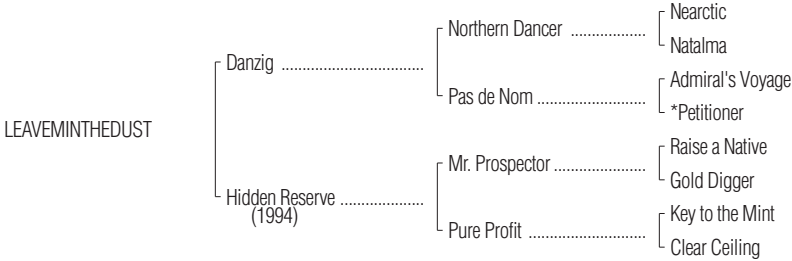 Nearctic
Northern Dancer ..................
Natalma
Danzig ..................................
Admiral's Voyage
Pas de Nom ..........................
*Petitioner
LEAVEMINTHEDUST
Raise a Native
Mr. Prospector ......................
Gold Digger
Hidden Reserve ....................
(1994)
Key to the Mint
Pure Profit ............................
Clear Ceiling